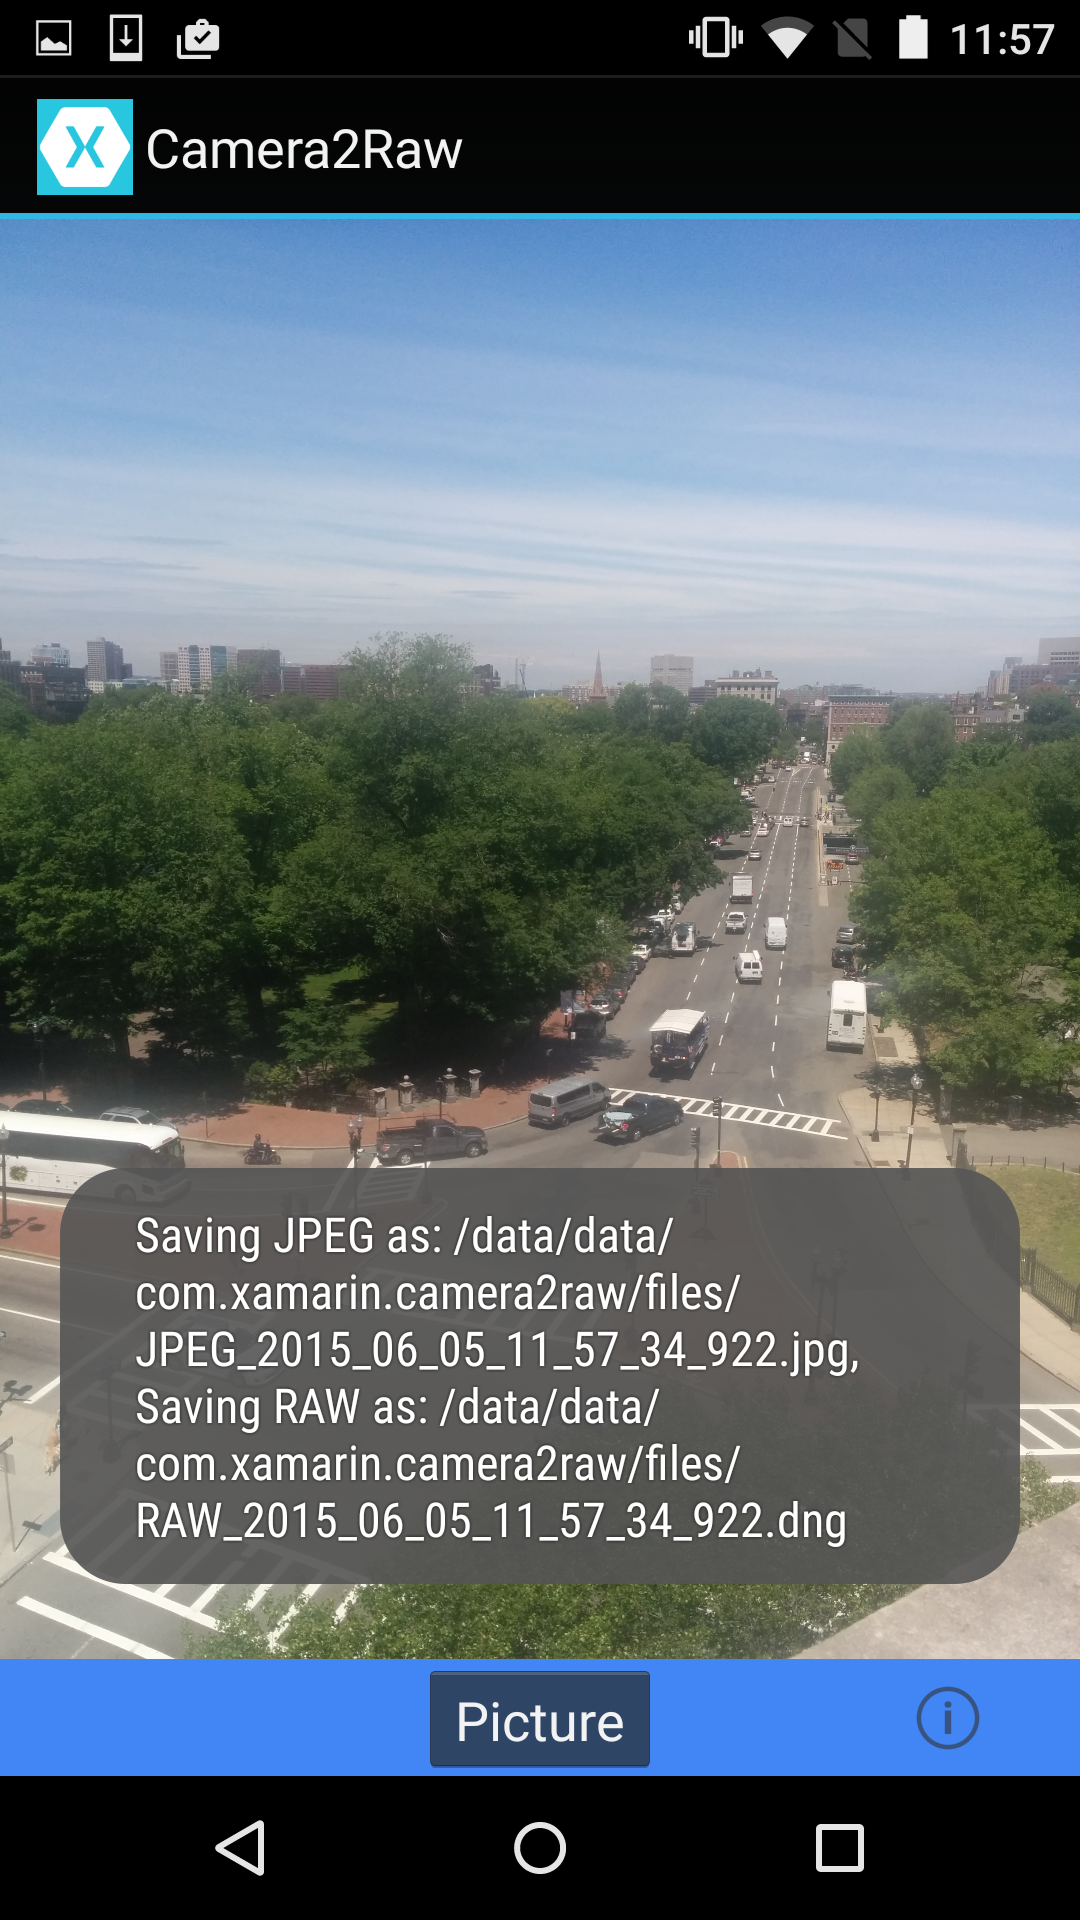 11:57
X Camera2Raw
Saving JPEG as: /data/data/
com.xamarin.camera2raw/files/
JPEG_2015_06_05_11_57_34_922.jpg,
Saving RAW as: /data/data/
com.xamarin.camera2raw/files/
RAW_2015_06_05_11_57_34_922.dng
Picture
i